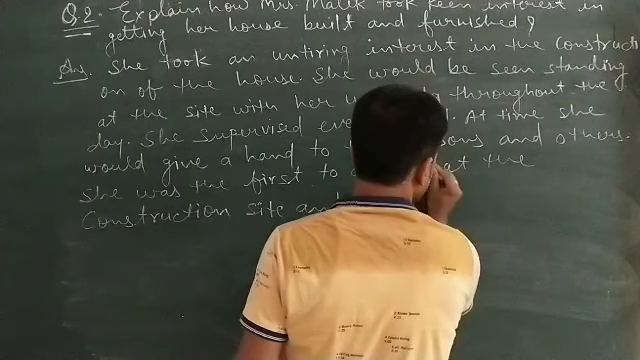 Q.2. Explain how Mrs. Malik took keen interest in
getting her house built and furnished?
Ans. She took an untiring interest in the Constructi
on of the house. She would be seen standing
at the site with her throughout the
day. She supervised At time she
would give a hand to and others.
She was the first to at the
Construction site